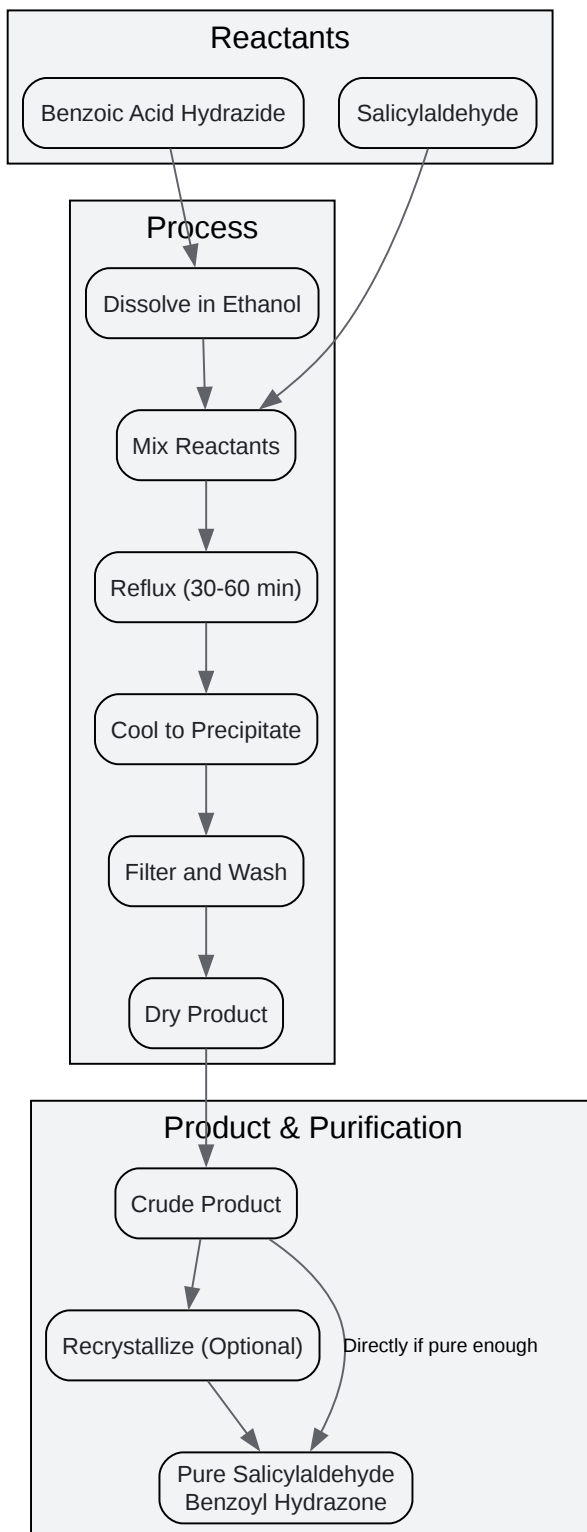 Reactants
Benzoic Acid Hydrazide
Salicylaldehyde
Process
Dissolve in Ethanol
Mix Reactants
Reflux (30-60 min)
Cool to Precipitate
Filter and Wash
Dry Product
Product & Purification
Crude Product
Recrystallize (Optional)
Directly if pure enough
Pure Salicylaldehyde
Benzoyl Hydrazone